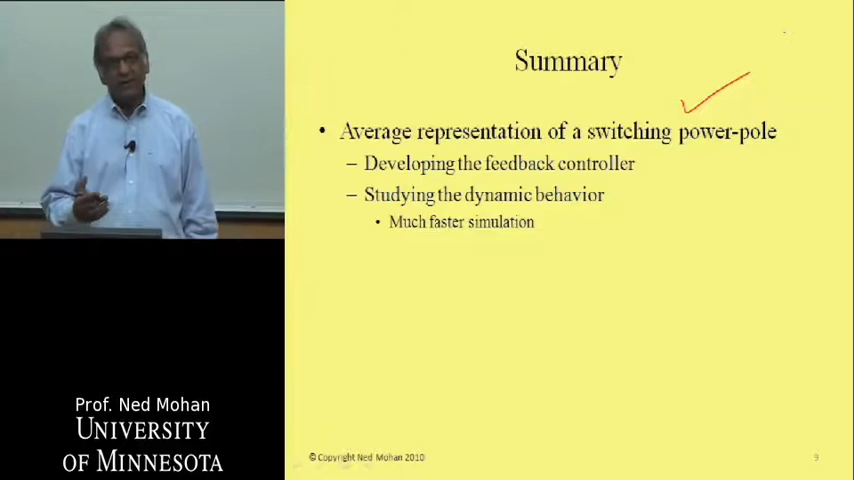 Summary
• Average representation of a switching power-pole
– Developing the feedback controller
– Studying the dynamic behavior
• Much faster simulation
Prof. Ned Mohan
UNIVERSITY
OF MINNESOTA
© Copyright Ned Mohan 2010
9